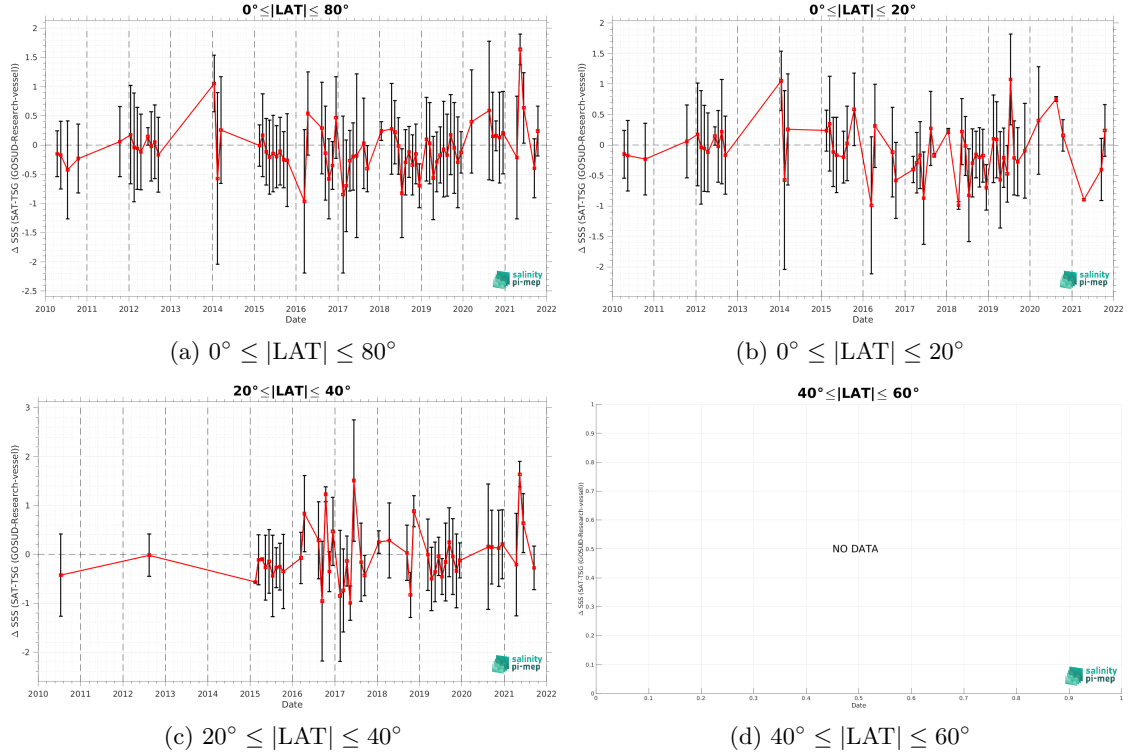 0°≤|LAT|≤ 80°
Δ SSS (SAT-TSG (GOSUD-Research-vessel))
2
1.5
1
0.5
0
-0.5
-1
-1.5
-2
-2.5
salinity
pi-mep
2010 2011 2012 2013 2014 2015 2016 2017 2018 2019 2020 2021 2022
Date
(a) 0° ≤ |LAT| ≤ 80°
0°≤|LAT|≤ 20°
Δ SSS (SAT-TSG (GOSUD-Research-vessel))
2
1.5
1
0.5
0
-0.5
-1
-1.5
-2
salinity
pi-mep
2010 2011 2012 2013 2014 2015 2016 2017 2018 2019 2020 2021 2022
Date
(b) 0° ≤ |LAT| ≤ 20°
20°≤|LAT|≤ 40°
Δ SSS (SAT-TSG (GOSUD-Research-vessel))
3
2
1
0
-1
-2
salinity
pi-mep
2010 2011 2012 2013 2014 2015 2016 2017 2018 2019 2020 2021 2022
Date
(c) 20° ≤ |LAT| ≤ 40°
40°≤|LAT|≤ 60°
Δ SSS (SAT-TSG (GOSUD-Research-vessel))
1
0.9
0.8
0.7
0.6
0.5
0.4
0.3
0.2
0.1
0
NO DATA
salinity
pi-mep
0 0.1 0.2 0.3 0.4 0.5 0.6 0.7 0.8 0.9 1
Date
(d) 40° ≤ |LAT| ≤ 60°